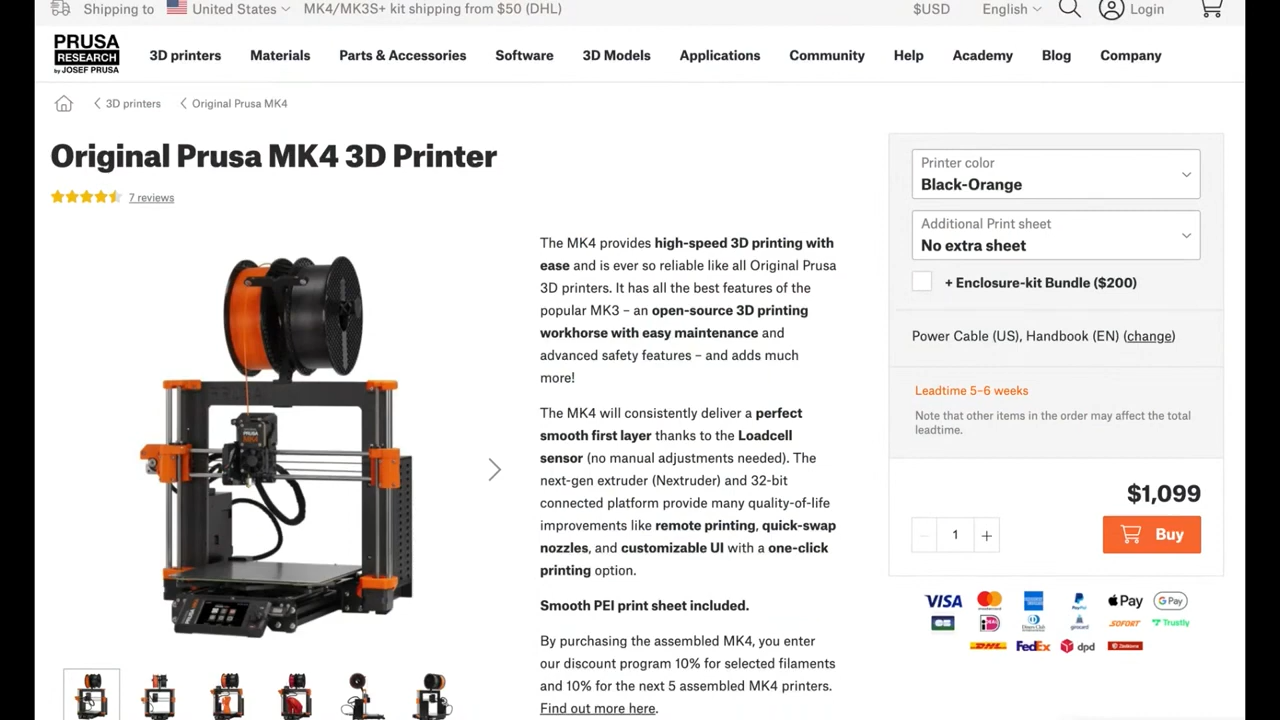 Shipping to United States MK4/MK3S+ kit shipping from $50 (DHL) $USD English Login
PRUSA
RESEARCH
by JOSEF PRUSA
3D printers Materials Parts & Accessories Software 3D Models Applications Community Help Academy Blog Company
3D printers Original Prusa MK4
Original Prusa MK4 3D Printer
7 reviews
The MK4 provides high-speed 3D printing with
ease and is ever so reliable like all Original Prusa
3D printers. It has all the best features of the
popular MK3 – an open-source 3D printing
workhorse with easy maintenance and
advanced safety features – and adds much
more!
The MK4 will consistently deliver a perfect
smooth first layer thanks to the Loadcell
sensor (no manual adjustments needed). The
next-gen extruder (Nextruder) and 32-bit
connected platform provide many quality-of-life
improvements like remote printing, quick-swap
nozzles, and customizable UI with a one-click
printing option.
Smooth PEI print sheet included.
By purchasing the assembled MK4, you enter
our discount program 10% for selected filaments
and 10% for the next 5 assembled MK4 printers.
Find out more here.
Printer color
Black-Orange
Additional Print sheet
No extra sheet
+ Enclosure-kit Bundle ($200)
Power Cable (US), Handbook (EN) (change)
Leadtime 5-6 weeks
Note that other items in the order may affect the total
leadtime.
$1,099
1 + Buy
VISA PayPal Apple Pay G Pay
SOFORT Trustly
DHL FedEx dpd